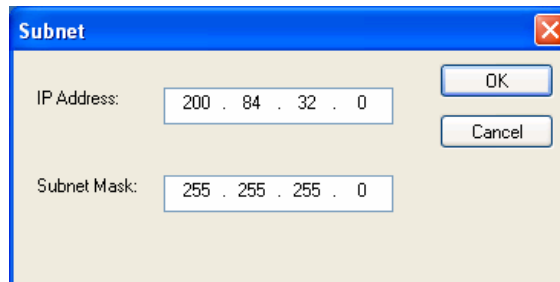 Subnet
IP Address: 200 . 84 . 32 . 0
OK
Cancel
Subnet Mask: 255 . 255 . 255 . 0